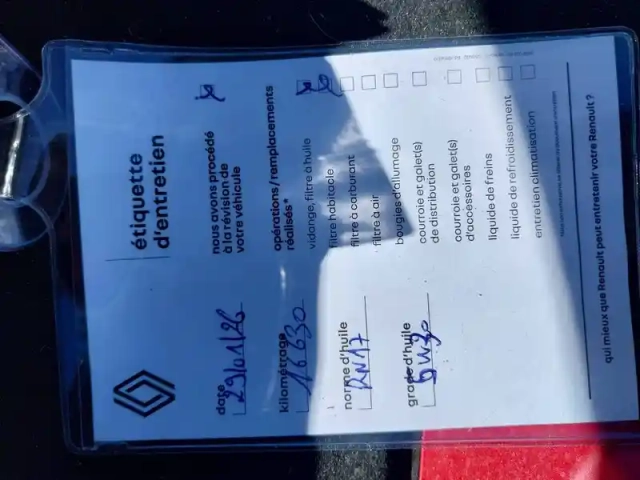 étiquette
d'entretien
nous avons procédé
à la révision de
votre véhicule
opérations/remplacements
réalisés*
vidange, filtre à huile
filtre habitacle
filtre à carburant
filtre à air
bougies d'allumage
courroie et galet(s)
de distribution
courroie et galet(s)
d'accessoires
liquide de freins
liquide de refroidissement
entretien climatisation
date
29/01/26
kilométrage
16630
norme d'huile
RN17
grade d'huile
5W30
qui mieux que Renault peut entretenir votre Renault?